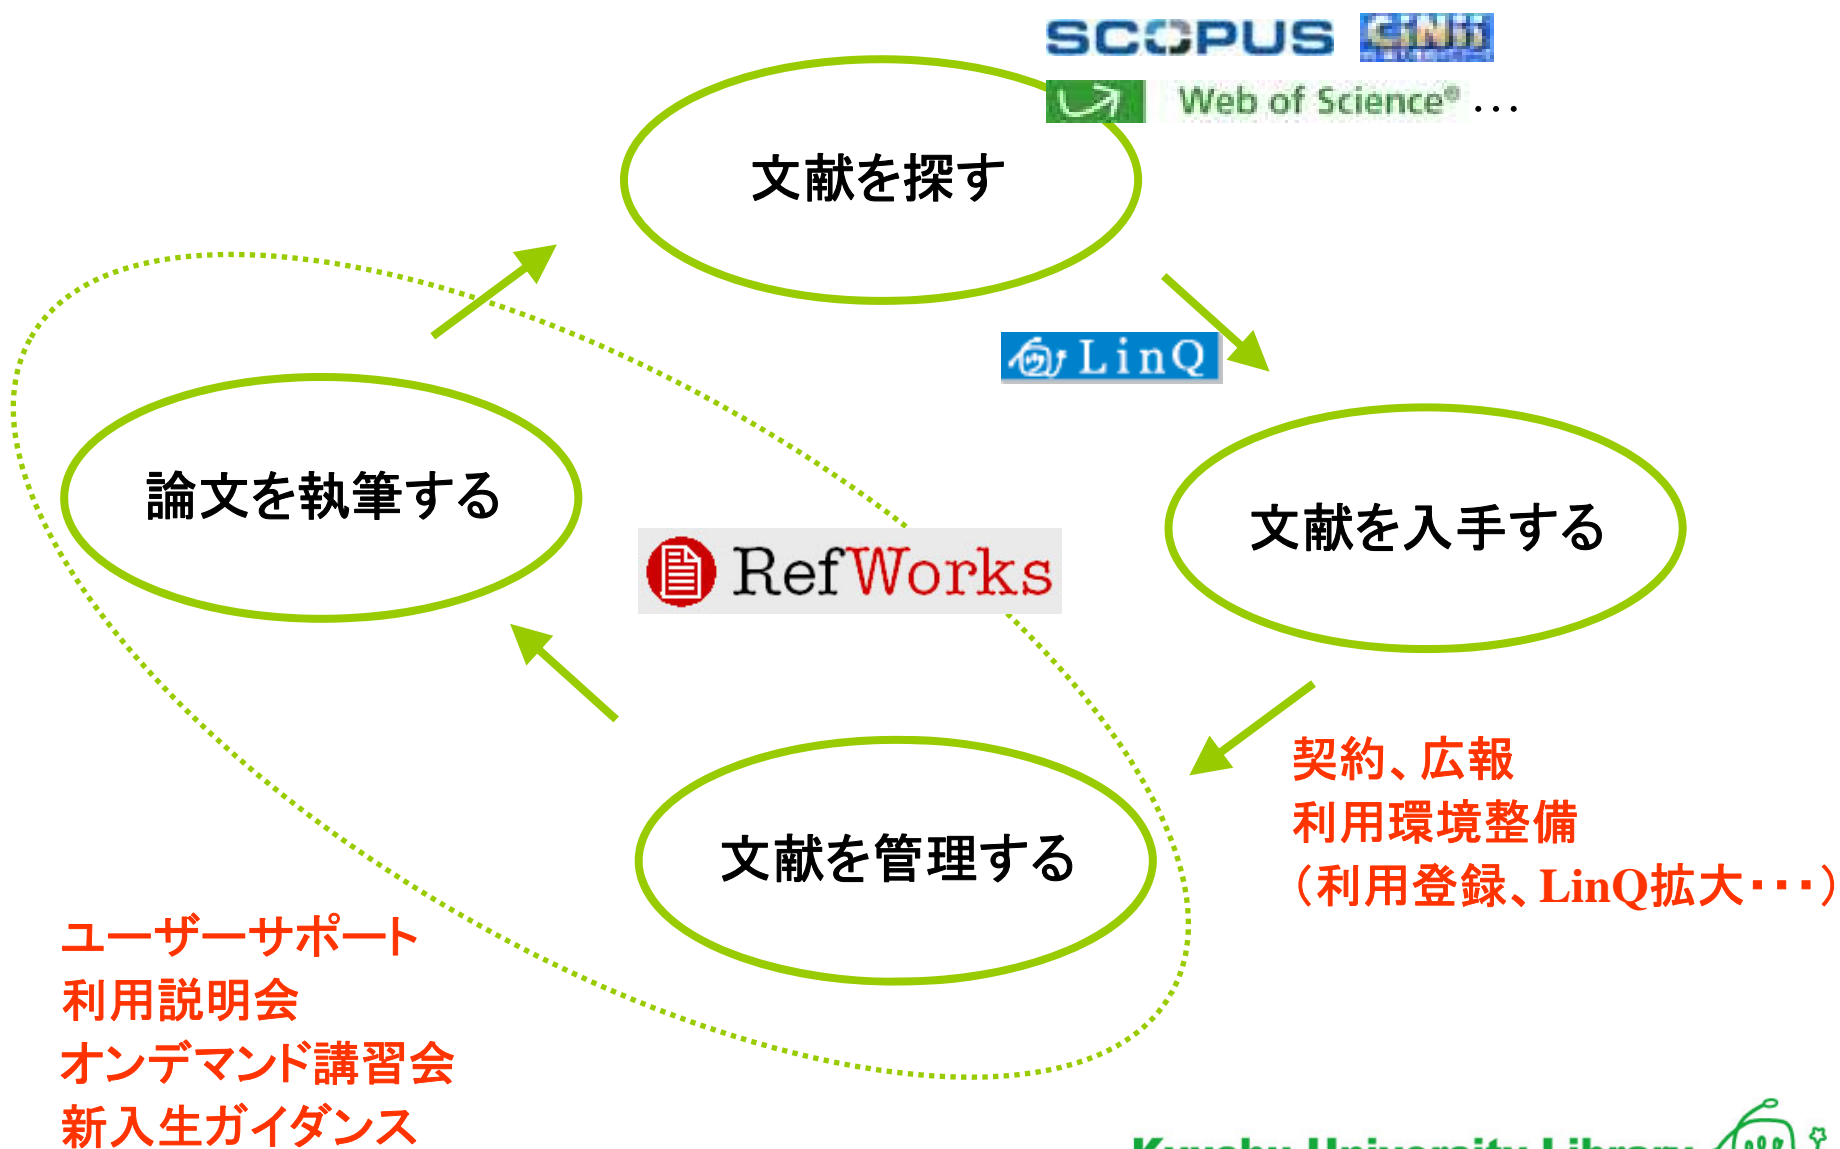 SCOPUS CiNii
Web of Science® ...
文献を探す
LinQ
論文を執筆する
文献を入手する
RefWorks
契約、広報
利用環境整備
（利用登録、LinQ拡大・・・）
文献を管理する
ユーザーサポート
利用説明会
オンデマンド講習会
新入生ガイダンス
Kyushu University Library